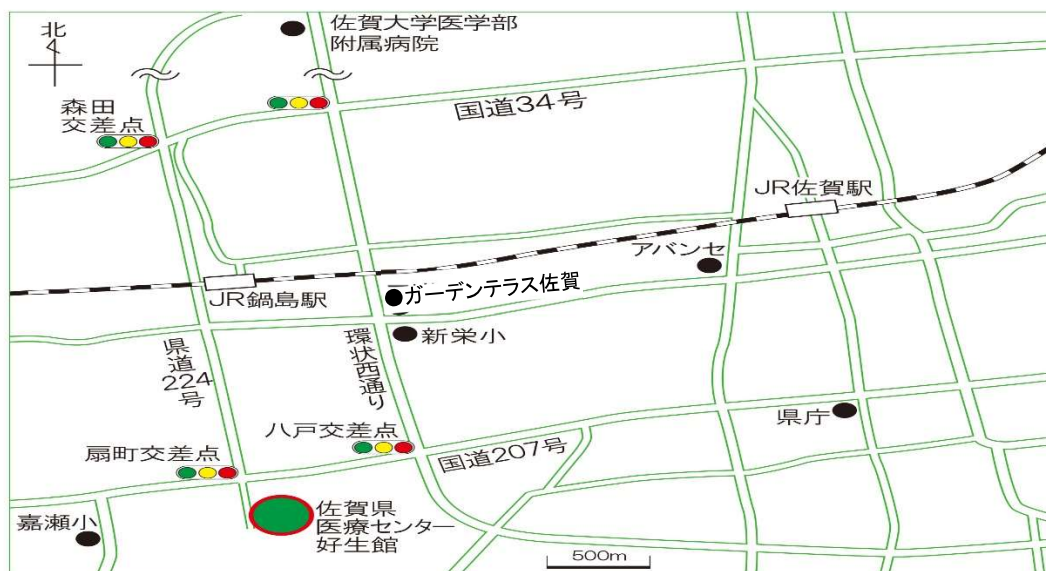 北
佐賀大学医学部
附属病院
森田
交差点
国道34号
JR佐賀駅
アバンセ
ガーデンテラス佐賀
JR鍋島駅
新栄小
県道
224
号
環状西通り
県庁
八戸交差点
国道207号
扇町交差点
嘉瀬小
佐賀県
医療センター
好生館
500m